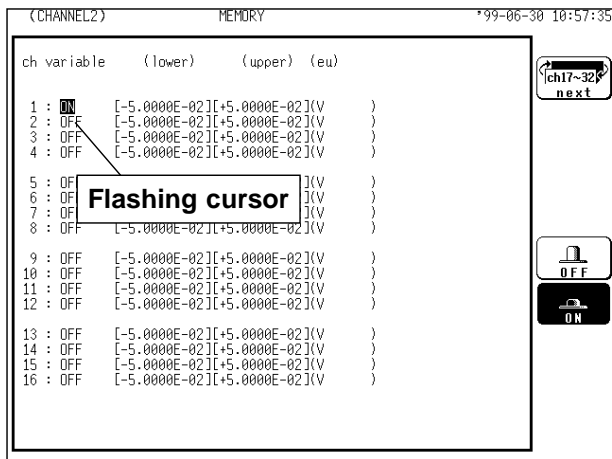 (CHANNEL2) MEMORY '99-06-30 10:57:35
ch variable (lower) (upper) (eu)
ch17~32
next
1 : ON [-5.0000E-02][+5.0000E-02](V )
2 : OFF [-5.0000E-02][+5.0000E-02](V )
3 : OFF [-5.0000E-02][+5.0000E-02](V )
4 : OFF [-5.0000E-02][+5.0000E-02](V )
5 : OF ](V )
6 : OF ](V )
7 : OF ](V )
Flashing cursor
8 : OFF [-5.0000E-02][+5.0000E-02](V )
9 : OFF [-5.0000E-02][+5.0000E-02](V )
10 : OFF [-5.0000E-02][+5.0000E-02](V )
11 : OFF [-5.0000E-02][+5.0000E-02](V )
12 : OFF [-5.0000E-02][+5.0000E-02](V )
OFF
ON
13 : OFF [-5.0000E-02][+5.0000E-02](V )
14 : OFF [-5.0000E-02][+5.0000E-02](V )
15 : OFF [-5.0000E-02][+5.0000E-02](V )
16 : OFF [-5.0000E-02][+5.0000E-02](V )